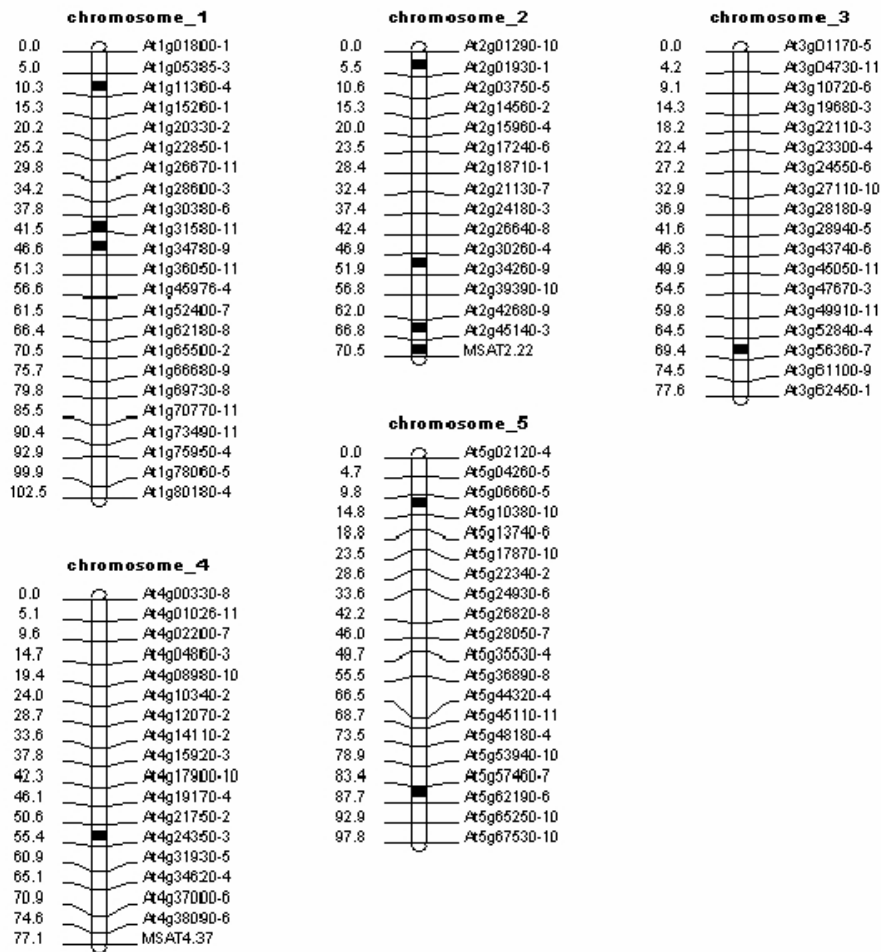 chromosome_1
0.0 At1g01800-1
5.0 At1g05385-3
10.3 At1g11360-4
15.3 At1g15260-1
20.2 At1g20330-2
25.2 At1g22850-1
29.8 At1g26670-11
34.2 At1g28600-3
37.8 At1g30380-6
41.5 At1g31580-11
46.6 At1g34780-9
51.3 At1g36050-11
56.6 At1g45976-4
61.5 At1g52400-7
66.4 At1g62180-8
70.5 At1g65500-2
75.7 At1g66680-9
79.8 At1g69730-8
85.5 At1g70770-11
90.4 At1g73490-11
92.9 At1g75950-4
99.9 At1g78060-5
102.5 At1g80180-4
chromosome_2
0.0 At2g01290-10
5.5 At2g01930-1
10.6 At2g03750-5
15.3 At2g14560-2
20.0 At2g15960-4
23.5 At2g17240-6
28.4 At2g18710-1
32.4 At2g21130-7
37.4 At2g24180-3
42.4 At2g26640-8
46.9 At2g30260-4
51.9 At2g34260-9
56.8 At2g39390-10
62.0 At2g42680-9
66.8 At2g45140-3
70.5 MSAT2.22
chromosome_3
0.0 At3g01170-5
4.2 At3g04730-11
9.1 At3g10720-6
14.3 At3g19680-3
18.2 At3g22110-3
22.4 At3g23300-4
27.2 At3g24550-6
32.9 At3g27110-10
36.9 At3g28180-9
41.6 At3g28940-5
46.3 At3g43740-6
49.9 At3g45050-11
54.5 At3g47670-3
59.8 At3g49910-11
64.5 At3g52840-4
69.4 At3g56360-7
74.5 At3g61100-9
77.6 At3g62450-1
chromosome_4
0.0 At4g00330-8
5.1 At4g01026-11
9.6 At4g02200-7
14.7 At4g04860-3
19.4 At4g08980-10
24.0 At4g10340-2
28.7 At4g12070-2
33.6 At4g14110-2
37.8 At4g15920-3
42.3 At4g17900-10
46.1 At4g19170-4
50.6 At4g21750-2
55.4 At4g24350-3
60.9 At4g31930-5
65.1 At4g34620-4
70.9 At4g37000-6
74.6 At4g38090-6
77.1 MSAT4.37
chromosome_5
0.0 At5g02120-4
4.7 At5g04260-5
9.8 At5g06660-5
14.8 At5g10380-10
18.8 At5g13740-6
23.5 At5g17870-10
28.6 At5g22340-2
33.6 At5g24930-6
42.2 At5g26820-8
46.0 At5g28050-7
49.7 At5g35530-4
55.5 At5g36890-8
66.5 At5g44320-4
68.7 At5g45110-11
73.5 At5g48180-4
78.9 At5g53940-10
83.4 At5g57460-7
87.7 At5g62190-6
92.9 At5g65250-10
97.8 At5g67530-10